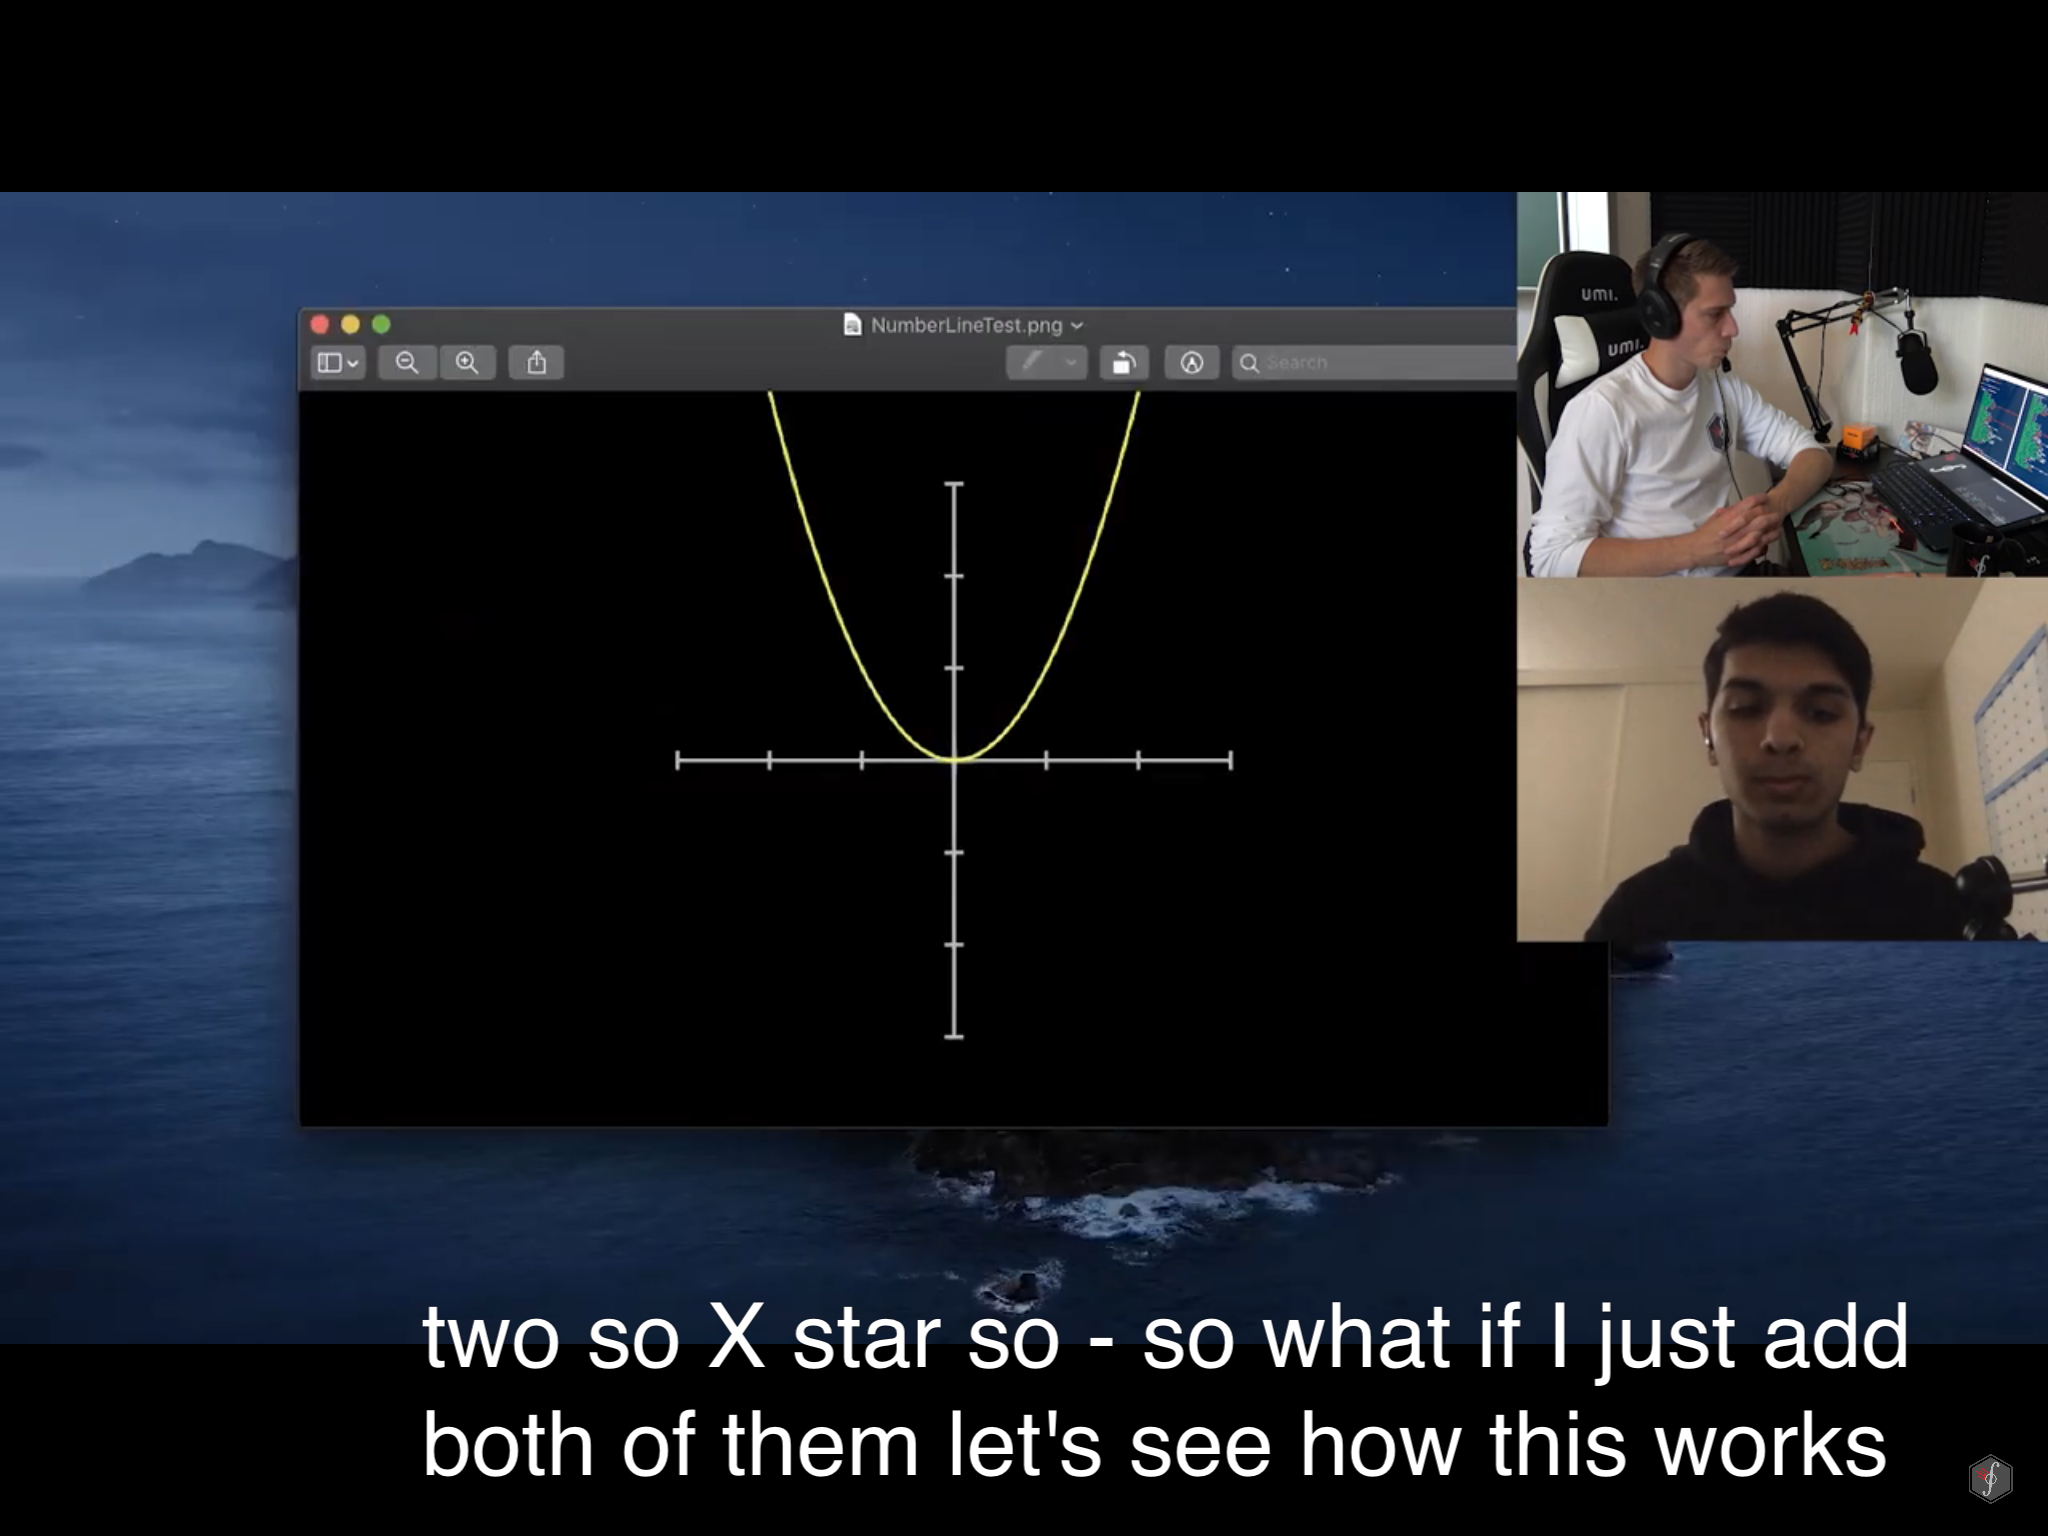 NumberLineTest.png
Search
umi.
umi.
two so X star so - so what if I just add
both of them let's see how this works